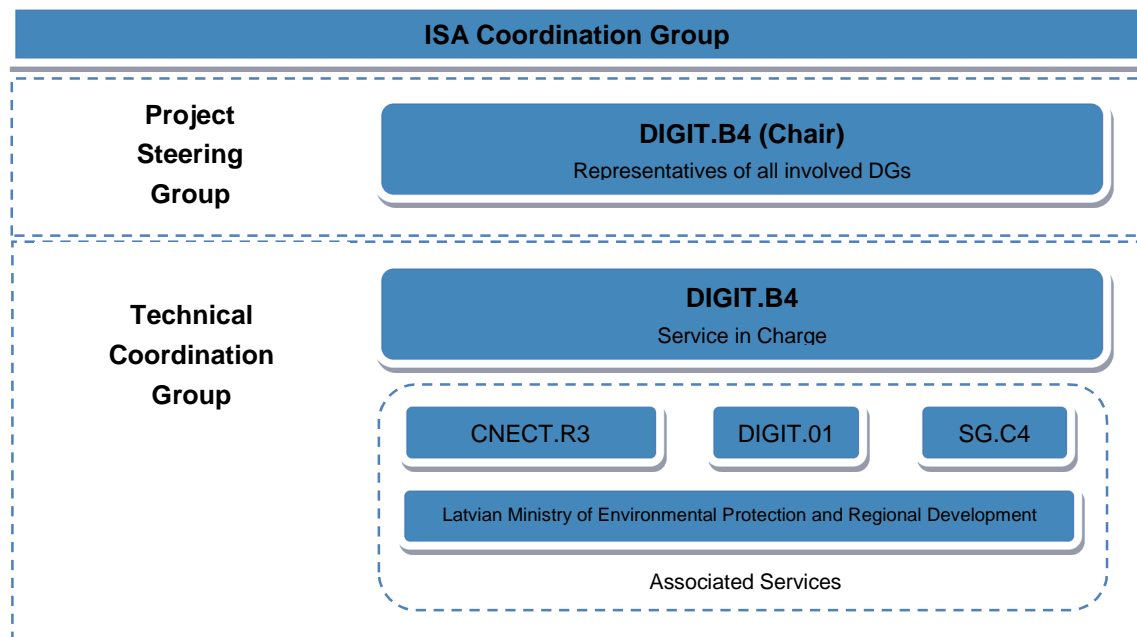 ISA Coordination Group
Project
Steering
Group
DIGIT.B4 (Chair)
Representatives of all involved DGs
Technical
Coordination
Group
DIGIT.B4
Service in Charge
CNECT.R3
DIGIT.01
SG.C4
Latvian Ministry of Environmental Protection and Regional Development
Associated Services